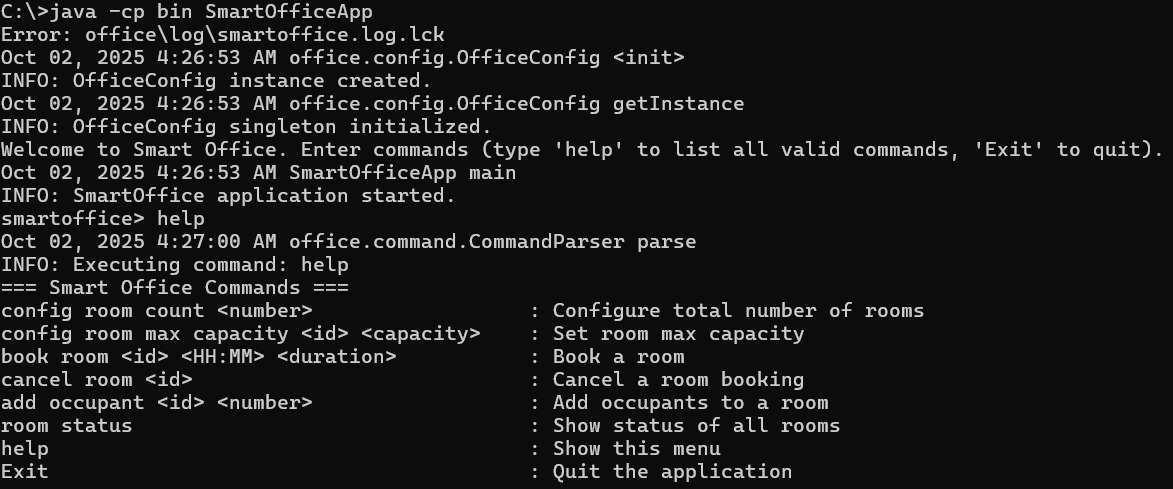 C:\>java -cp bin SmartOfficeApp
Error: office\log\smartoffice.log.lck
Oct 02, 2025 4:26:53 AM office.config.OfficeConfig <init>
INFO: OfficeConfig instance created.
Oct 02, 2025 4:26:53 AM office.config.OfficeConfig getInstance
INFO: OfficeConfig singleton initialized.
Welcome to Smart Office. Enter commands (type 'help' to list all valid commands, 'Exit' to quit).
Oct 02, 2025 4:26:53 AM SmartOfficeApp main
INFO: SmartOffice application started.
smartoffice> help
Oct 02, 2025 4:27:00 AM office.command.CommandParser parse
INFO: Executing command: help
=== Smart Office Commands ===
config room count <number>                  : Configure total number of rooms
config room max capacity <id> <capacity>    : Set room max capacity
book room <id> <HH:MM> <duration>           : Book a room
cancel room <id>                            : Cancel a room booking
add occupant <id> <number>                  : Add occupants to a room
room status                                 : Show status of all rooms
help                                        : Show this menu
Exit                                        : Quit the application